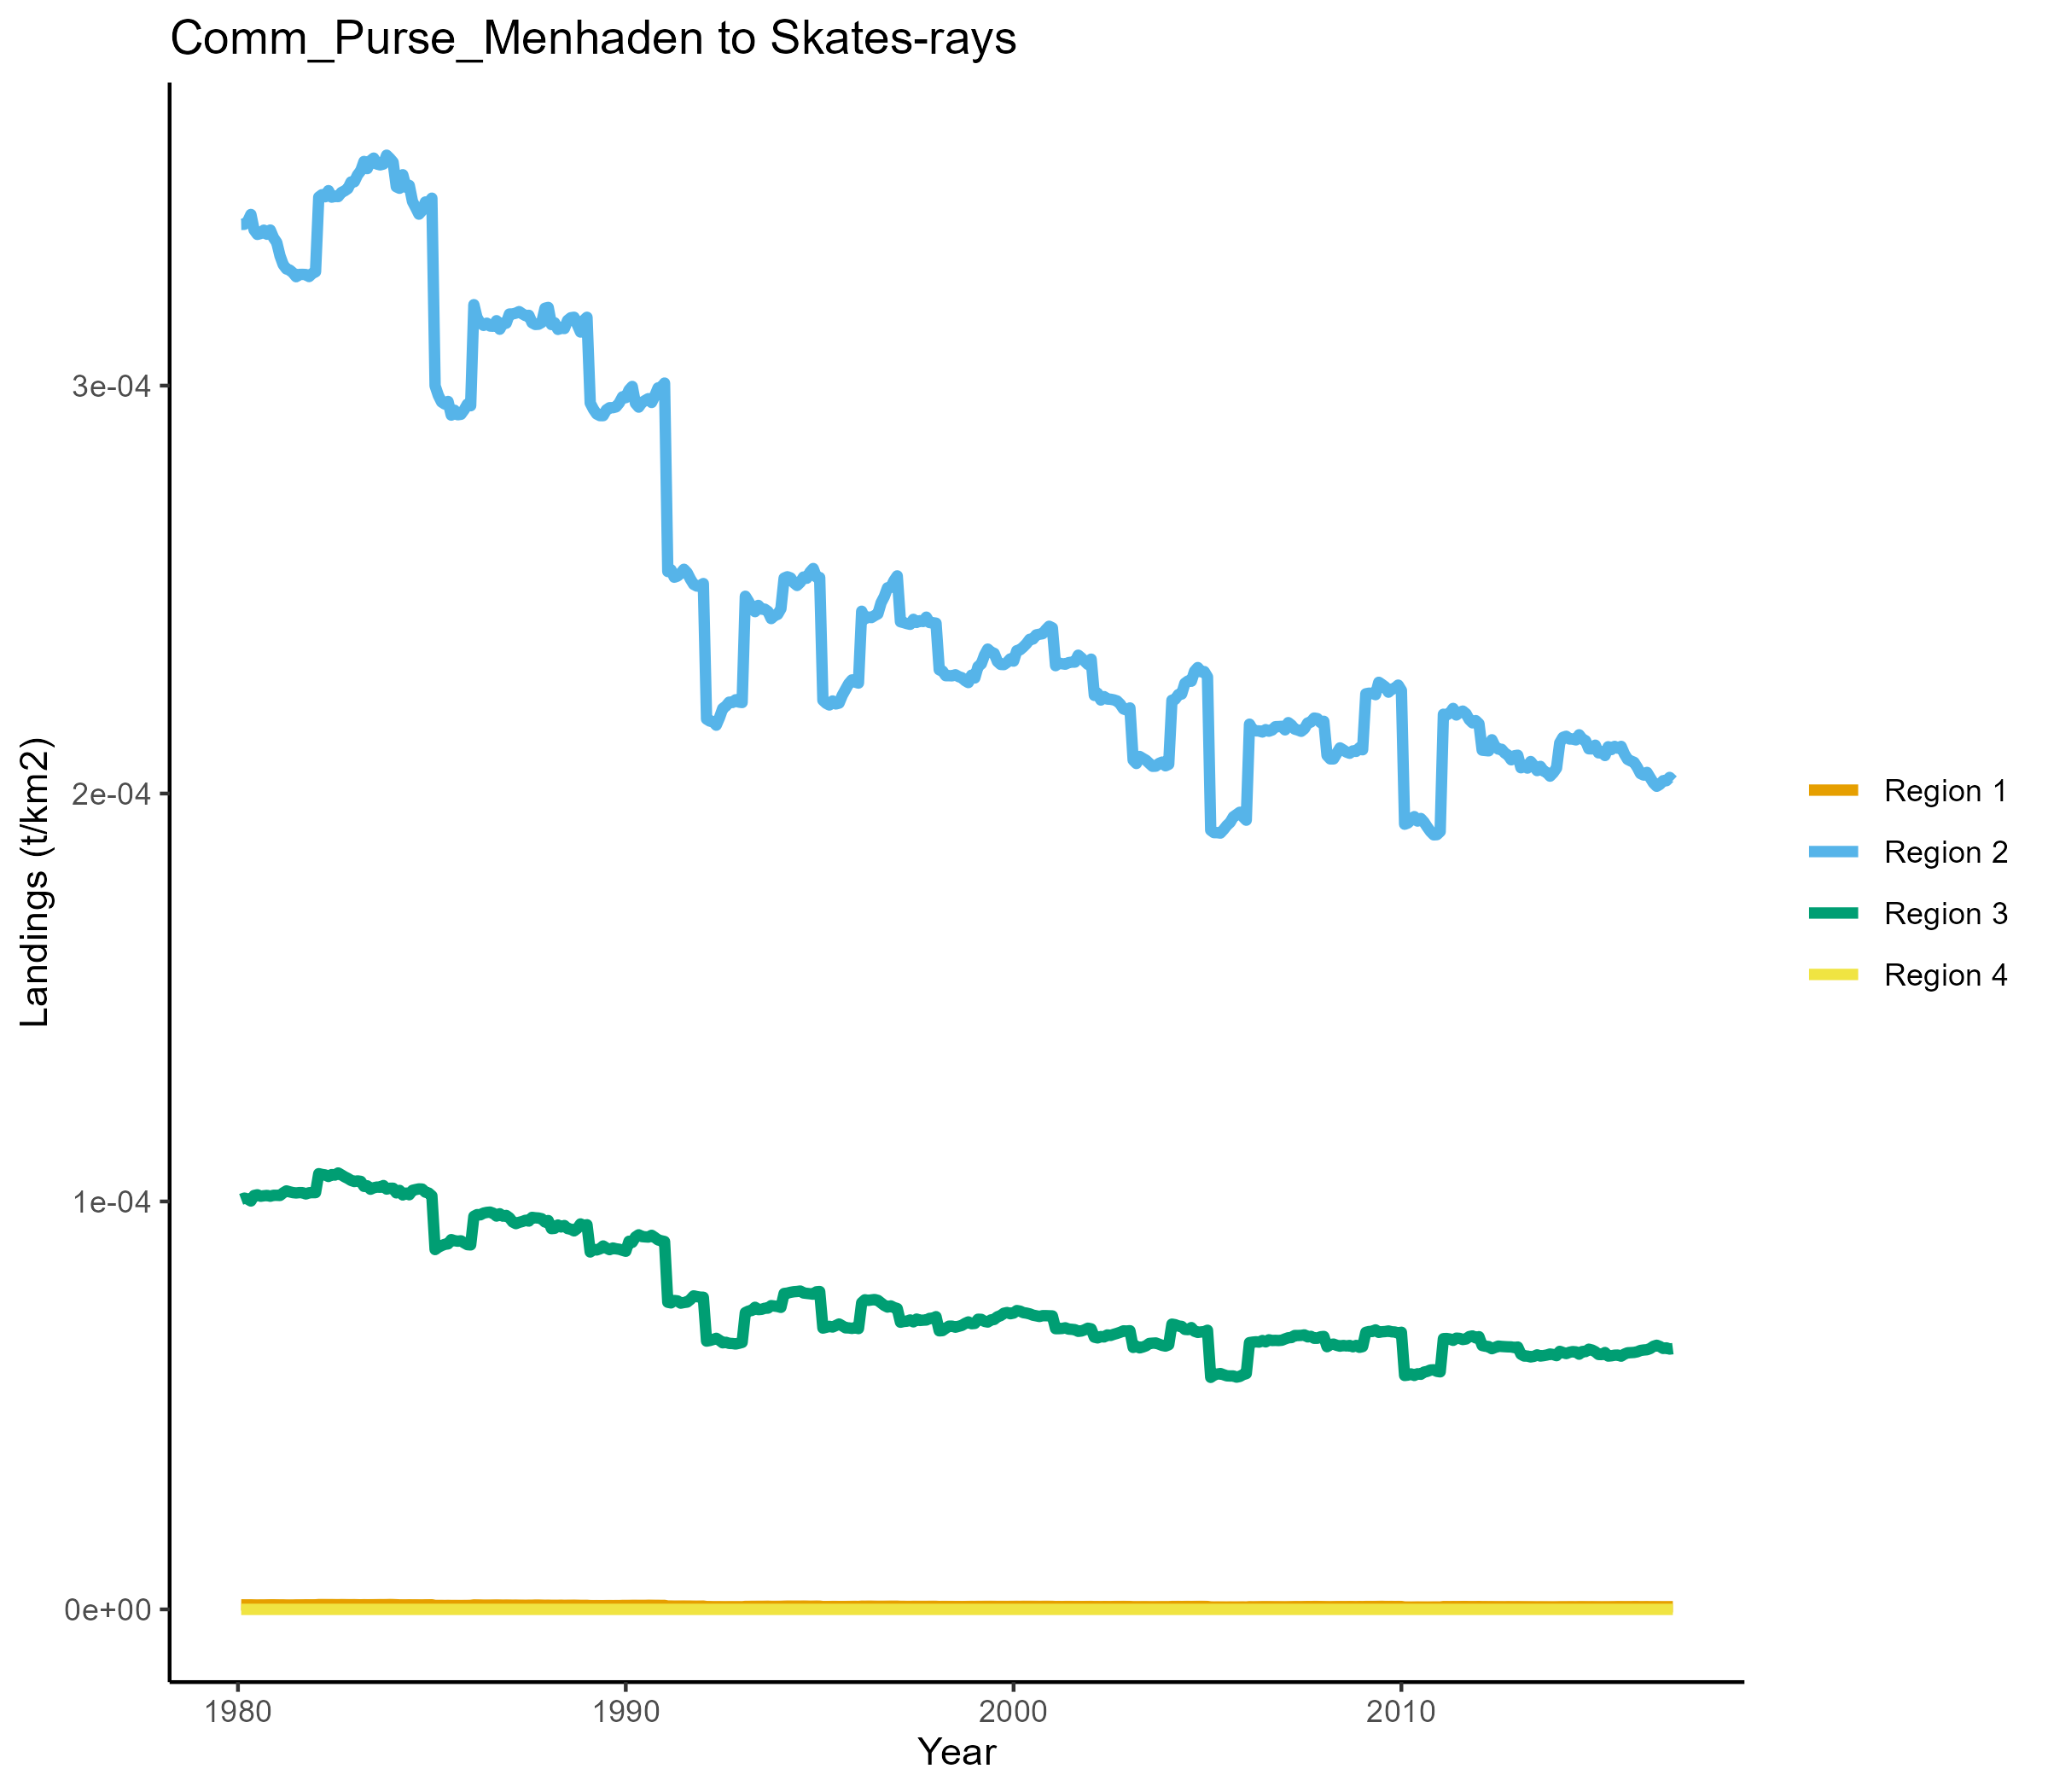 Comm_Purse_Menhaden to Skates-rays
Landings (t/km2)
3e-04
2e-04
1e-04
0e+00
1980
1990
2000
2010
Year
Region 1
Region 2
Region 3
Region 4